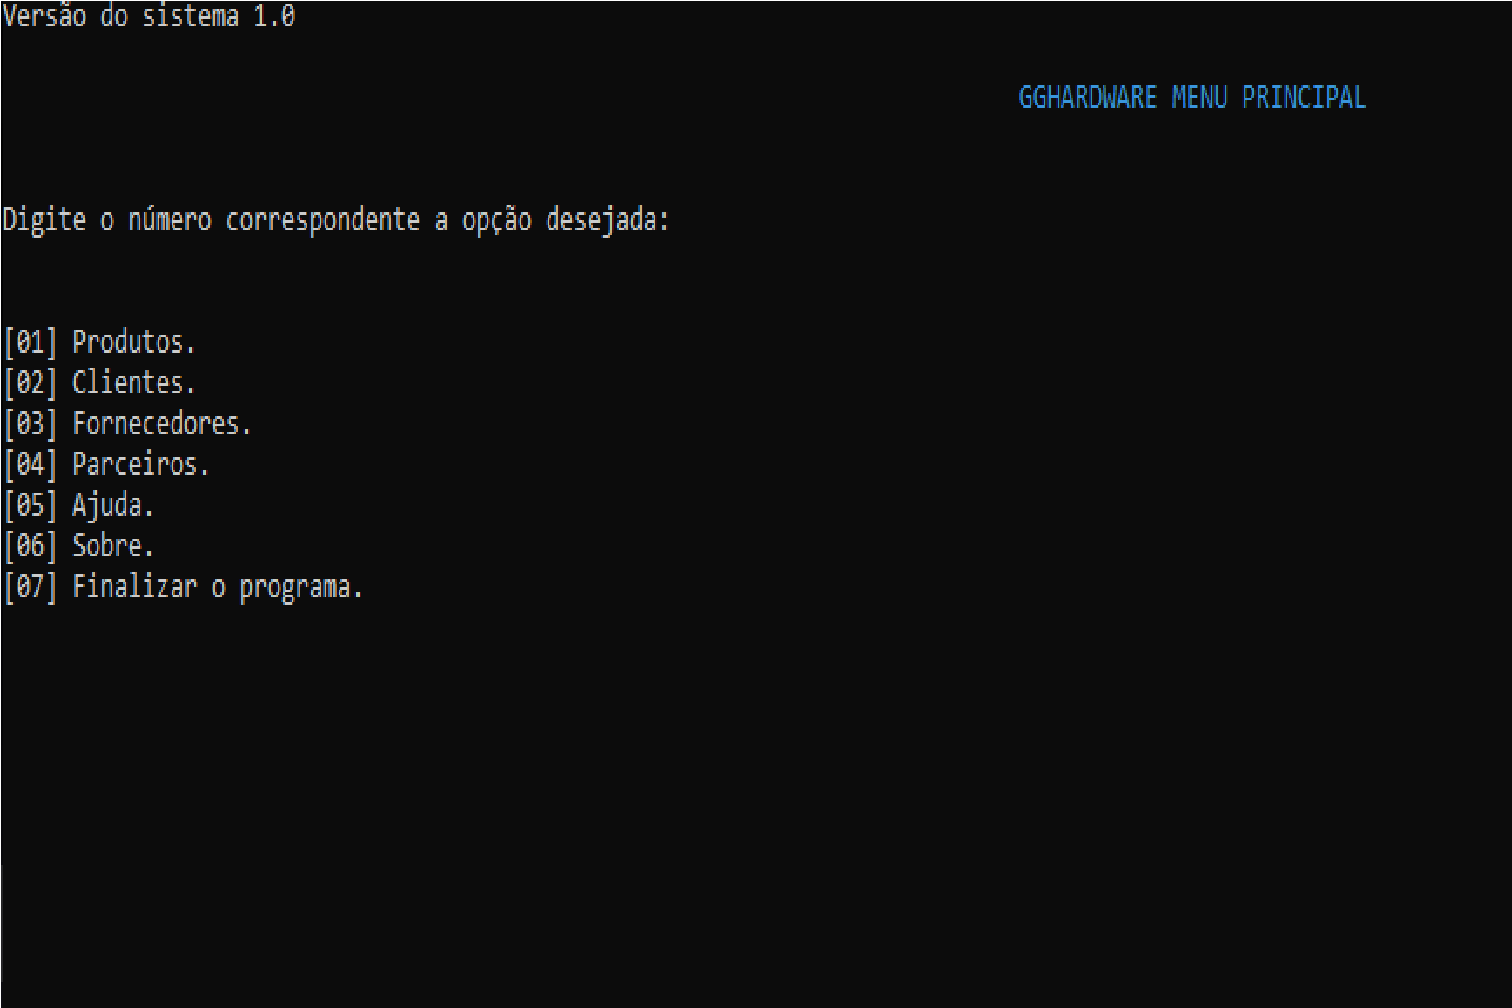 Versão do sistema 1.0
GGHARDWARE MENU PRINCIPAL
Digite o número correspondente a opção desejada:
[01] Produtos.
[02] Clientes.
[03] Fornecedores.
[04] Parceiros.
[05] Ajuda.
[06] Sobre.
[07] Finalizar o programa.